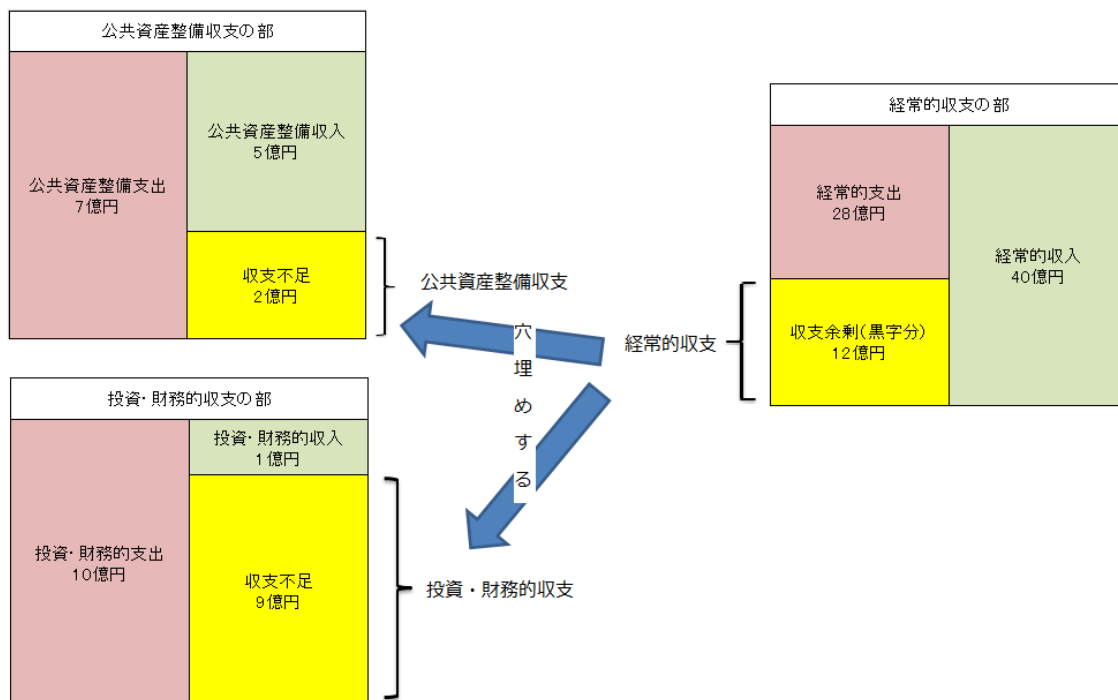 公共資産整備収支の部
公共資産整備支出
7億円
公共資産整備収入
5億円
収支不足
2億円
公共資産整備収支
投資・財務的収支の部
投資・財務的支出
10億円
投資・財務的収入
1億円
収支不足
9億円
投資・財務的収支
穴埋めする
経常的収支
経常的収支の部
経常的支出
28億円
収支余剰(黒字分)
12億円
経常的収入
40億円